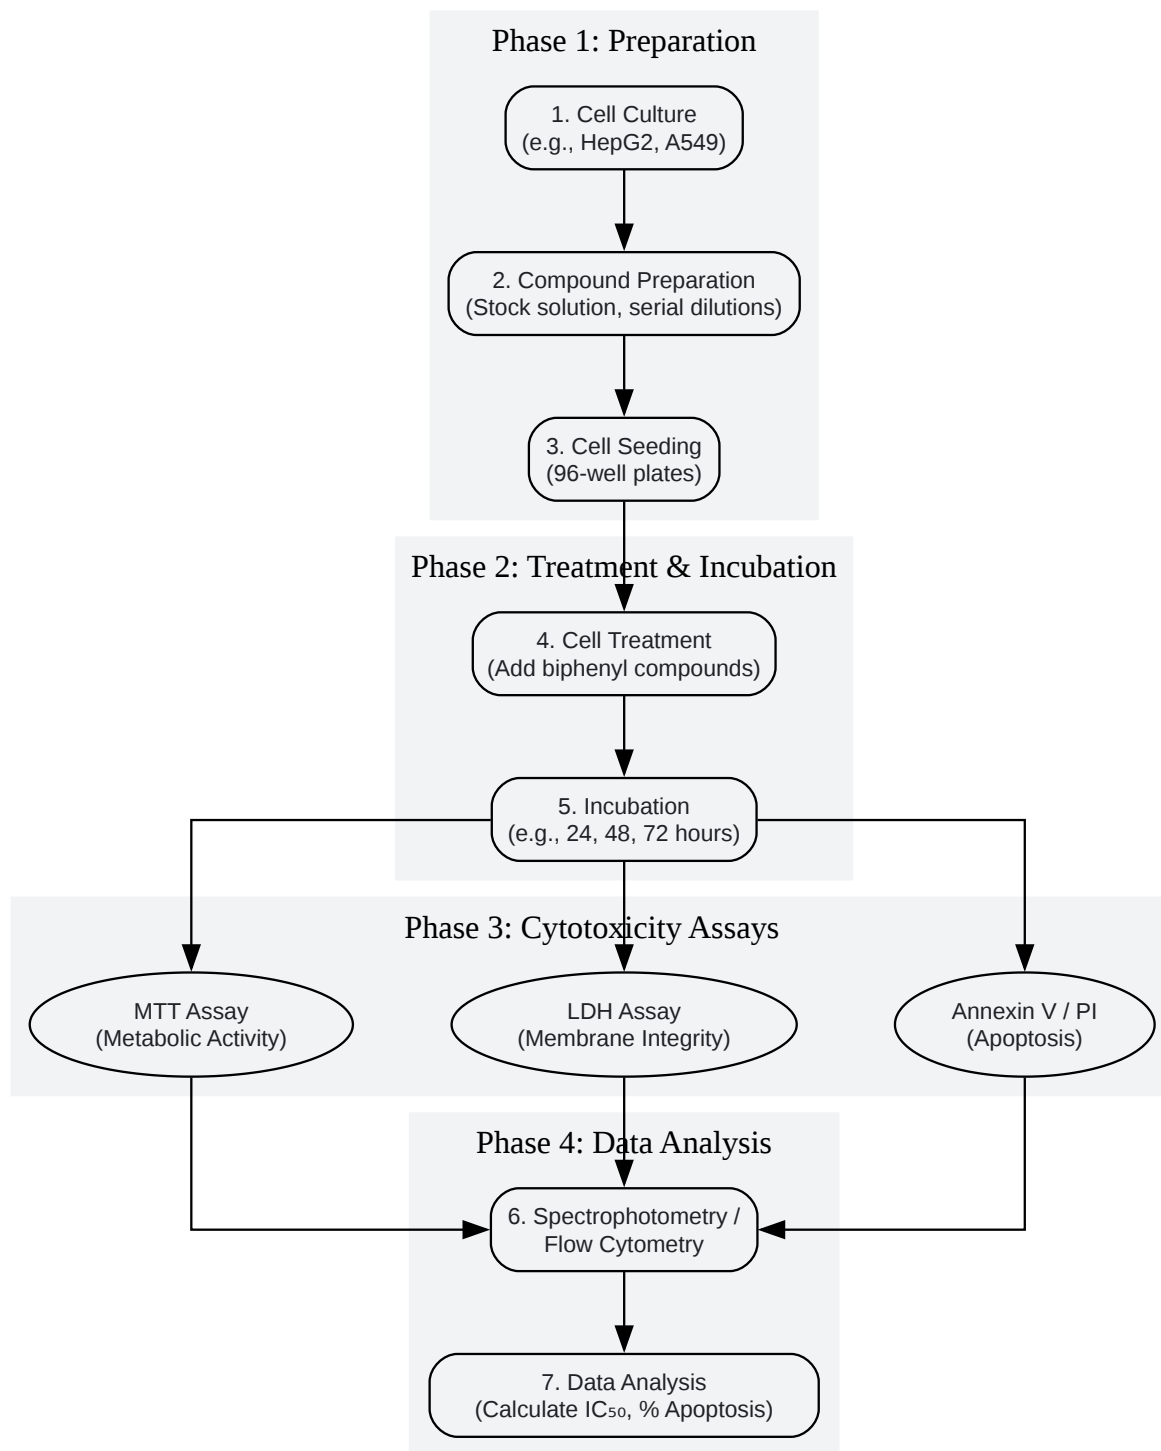 Phase 1: Preparation
1. Cell Culture
(e.g., HepG2, A549)
2. Compound Preparation
(Stock solution, serial dilutions)
3. Cell Seeding
(96-well plates)
Phase 2: Treatment & Incubation
4. Cell Treatment
(Add biphenyl compounds)
5. Incubation
(e.g., 24, 48, 72 hours)
Phase 3: Cytotoxicity Assays
MTT Assay
(Metabolic Activity)
LDH Assay
(Membrane Integrity)
Annexin V / PI
(Apoptosis)
Phase 4: Data Analysis
6. Spectrophotometry /
Flow Cytometry
7. Data Analysis
(Calculate IC₅₀, % Apoptosis)